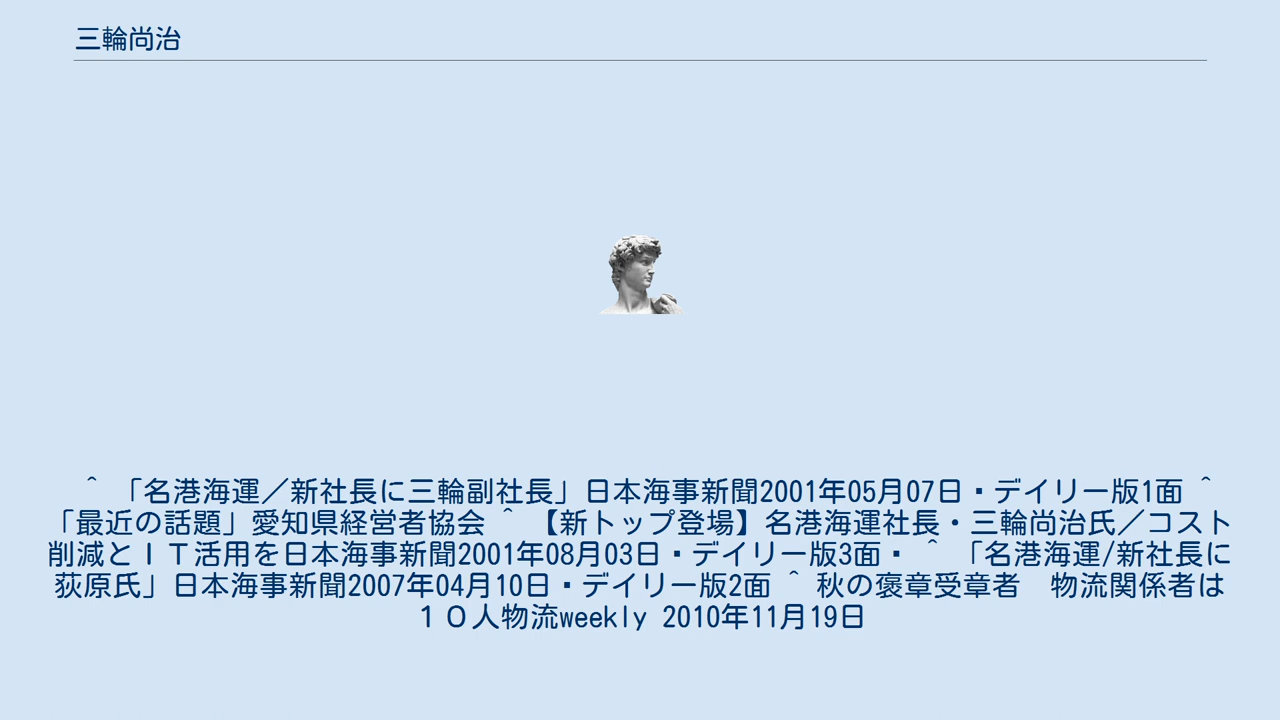 三輪尚治
＾ 「名港海運／新社長に三輪副社長」日本海事新聞2001年05月07日・デイリー版1面 ＾
「最近の話題」愛知県経営者協会 ＾ 【新トップ登場】名港海運社長・三輪尚治氏／コスト
削減とＩＴ活用を日本海事新聞2001年08月03日・デイリー版3面・ ＾ 「名港海運/新社長に
荻原氏」日本海事新聞2007年04月10日・デイリー版2面 ＾ 秋の褒章受章者　物流関係者は
１０人物流weekly 2010年11月19日